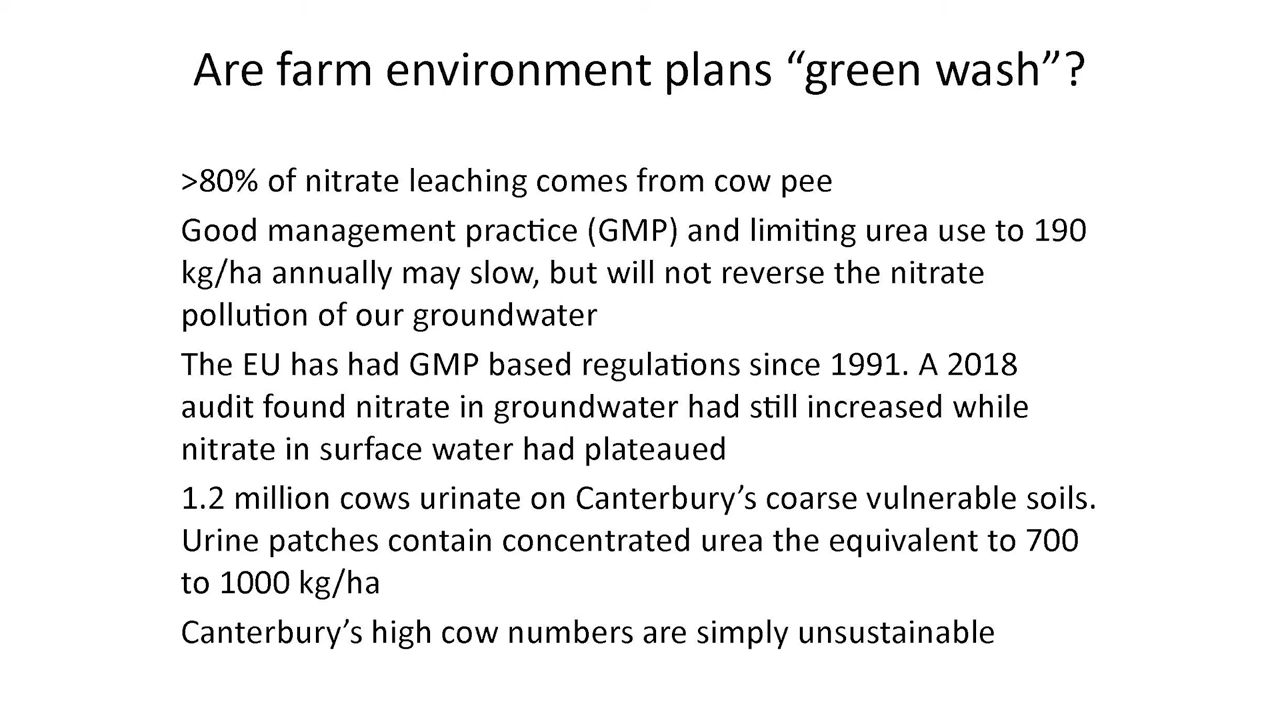 Are farm environment plans “green wash”?
>80% of nitrate leaching comes from cow pee
Good management practice (GMP) and limiting urea use to 190
kg/ha annually may slow, but will not reverse the nitrate
pollution of our groundwater
The EU has had GMP based regulations since 1991. A 2018
audit found nitrate in groundwater had still increased while
nitrate in surface water had plateaued
1.2 million cows urinate on Canterbury’s coarse vulnerable soils.
Urine patches contain concentrated urea the equivalent to 700
to 1000 kg/ha
Canterbury’s high cow numbers are simply unsustainable